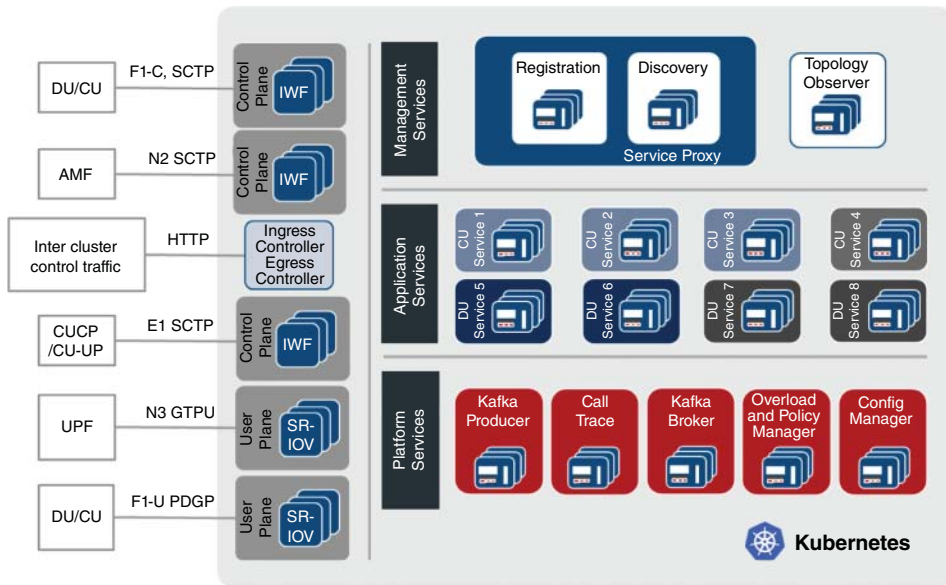 DU/CU
F1-C, SCTP
Control
Plane
IWF
AMF
N2 SCTP
Control
Plane
IWF
Inter cluster
control traffic
HTTP
Ingress
Controller
Egress
Controller
CUCP
/CU-UP
E1 SCTP
Control
Plane
IWF
UPF
N3 GTPU
User
Plane
SR-
IOV
DU/CU
F1-U PDGP
User
Plane
SR-
IOV
Management
Services
Registration
Discovery
Service Proxy
Topology
Observer
Application
Services
CU
Service 1
CU
Service 2
CU
Service 3
CU
Service 4
DU
Service 5
DU
Service 6
DU
Service 7
DU
Service 8
Platform
Services
Kafka
Producer
Call
Trace
Kafka
Broker
Overload
and Policy
Manager
Config
Manager
Kubernetes